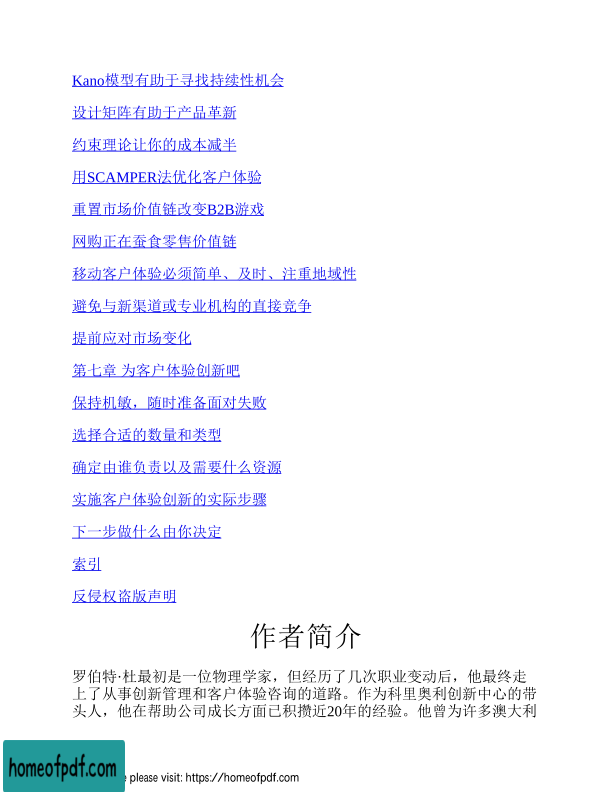 Kano模型有助于寻找持续性机会
设计矩阵有助于产品革新
约束理论让你的成本减半
用SCAMPER法优化客户体验
重置市场价值链改变B2B游戏
网购正在蚕食零售价值链
移动客户体验必须简单、及时、注重地域性
避免与新渠道或专业机构的直接竞争
提前应对市场变化
第七章 为客户体验创新吧
保持机敏，随时准备面对失败
选择合适的数量和类型
确定由谁负责以及需要什么资源
实施客户体验创新的实际步骤
下一步做什么由你决定
索引
反侵权盗版声明
作者简介
罗伯特·杜最初是一位物理学家，但经历了几次职业变动后，他最终走
上了从事创新管理和客户体验咨询的道路。作为科里奥利创新中心的带
头人，他在帮助公司成长方面已积攒近20年的经验。他曾为许多澳大利
homeofpdf.com
e please visit: https://homeofpdf.com